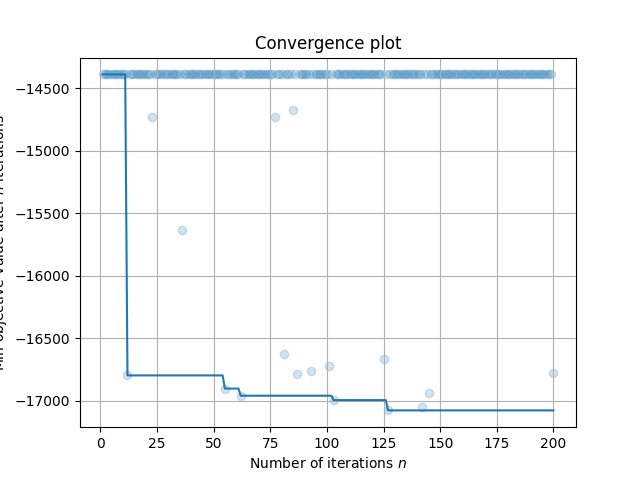 Convergence plot
objective value after n iterations
−14500
−15000
−15500
−16000
−16500
−17000
0 25 50 75 100 125 150 175 200
Number of iterations n